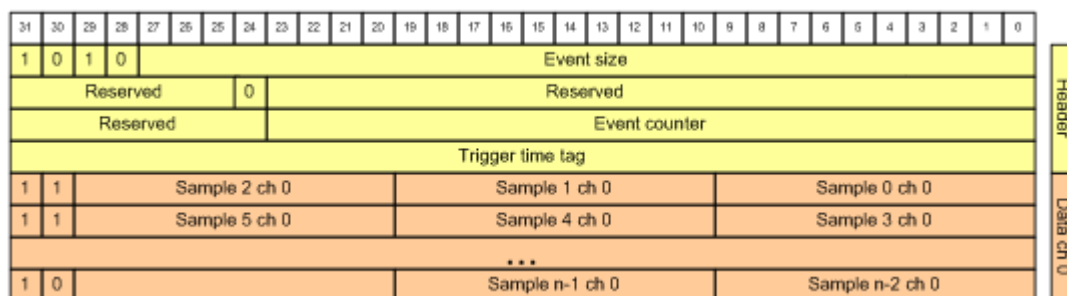 31 30 29 28 27 26 25 24 23 22 21 20 19 18 17 16 15 14 13 12 11 10 9 8 7 6 5 4 3 2 1 0
1 0 1 0 Event size
Reserved 0 Reserved
Reserved Event counter
Trigger time tag
Header
1 1 Sample 2 ch 0 Sample 1 ch 0 Sample 0 ch 0
1 1 Sample 5 ch 0 Sample 4 ch 0 Sample 3 ch 0
...
1 0 Sample n-1 ch 0 Sample n-2 ch 0
Data ch 0